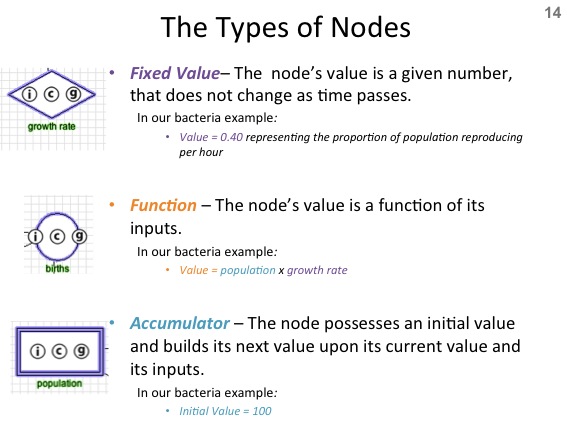 14
The Types of Nodes
i c g
growth rate
• Fixed Value– The node's value is a given number,
that does not change as time passes.
In our bacteria example:
• Value = 0.40 representing the proportion of population reproducing
per hour
i c g
births
• Function – The node's value is a function of its
inputs.
In our bacteria example:
• Value = population x growth rate
i c g
population
• Accumulator – The node possesses an initial value
and builds its next value upon its current value and
its inputs.
In our bacteria example:
• Initial Value = 100